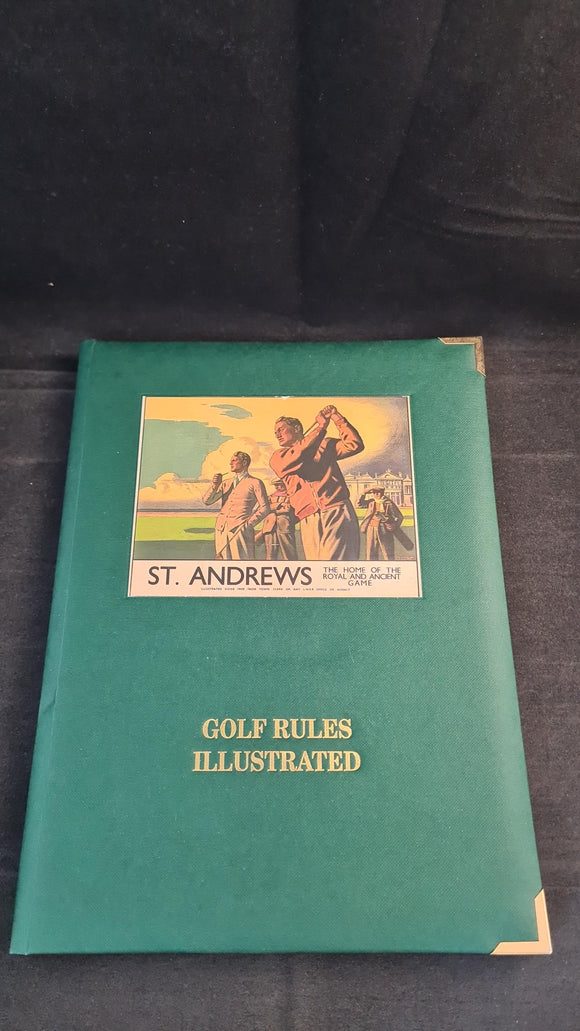 ST. ANDREWS
THE HOME OF THE
ROYAL AND ANCIENT
GAME
GOLF RULES
ILLUSTRATED